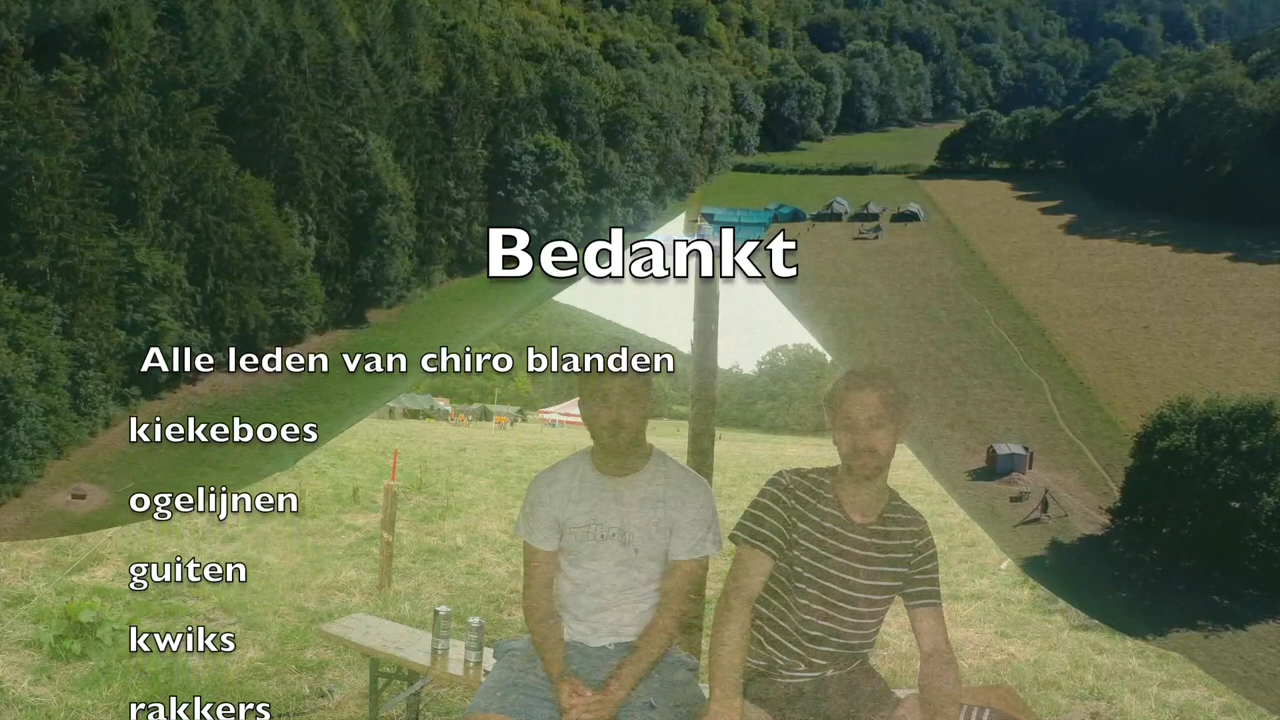 Bedankt
Alle leden van chiro blanden
kiekeboes
ogelijnen
guiten
kwiks
rakkers